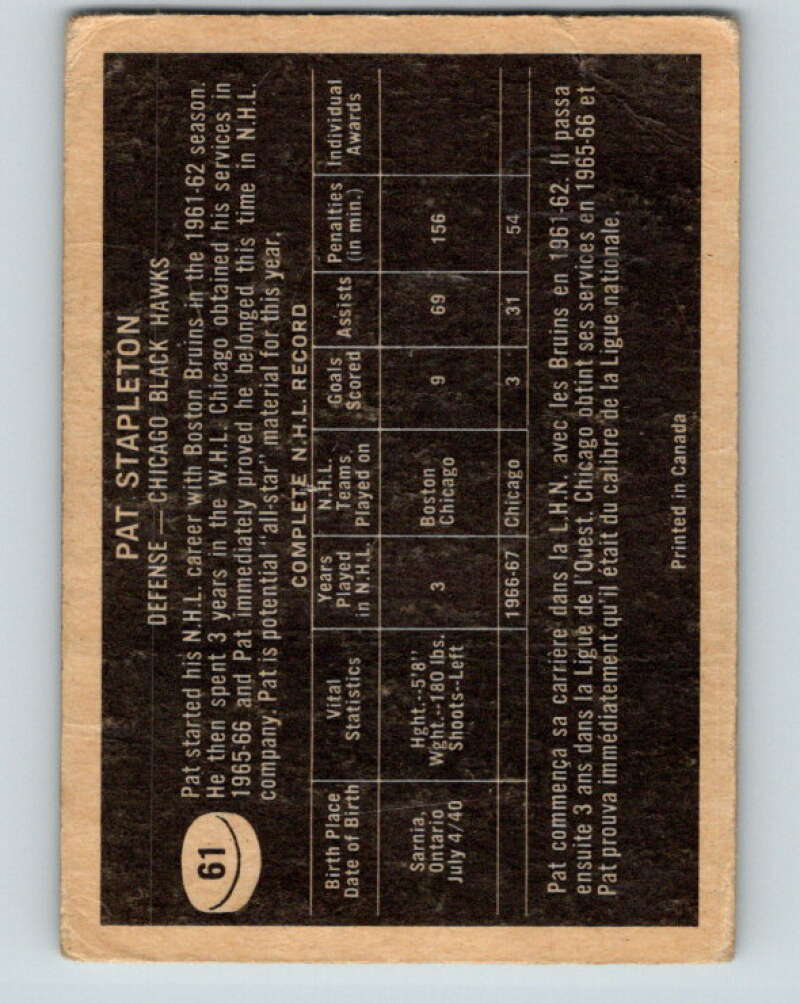 PAT STAPLETON
DEFENSE — CHICAGO BLACK HAWKS
61
Pat started his N.H.L. career with Boston Bruins in the 1961-62 season.
He then spent 3 years in the W.H.L. Chicago obtained his services in
1965-66 and Pat immediately proved he belonged this time in N.H.L.
company. Pat is potential "all-star" material for this year.
COMPLETE N.H.L. RECORD
Birth Place Vital Years N.H.L. Goals Assists Penalties Individual
Date of Birth Statistics Played Teams Scored (in min.) Awards
in N.H.L. Played on
Sarnia, Hght.--5'8" 3 Boston 9 69 156
Ontario Wght.--180 lbs. Chicago
July 4/40 Shoots--Left
1966-67 Chicago 3 31 54
Pat commença sa carrière dans la L.H.N. avec les Bruins en 1961-62. Il passa
ensuite 3 ans dans la Ligue de l'Ouest. Chicago obtint ses services en 1965-66 et
Pat prouva immédiatement qu'il était du calibre de la Ligue nationale.
Printed in Canada